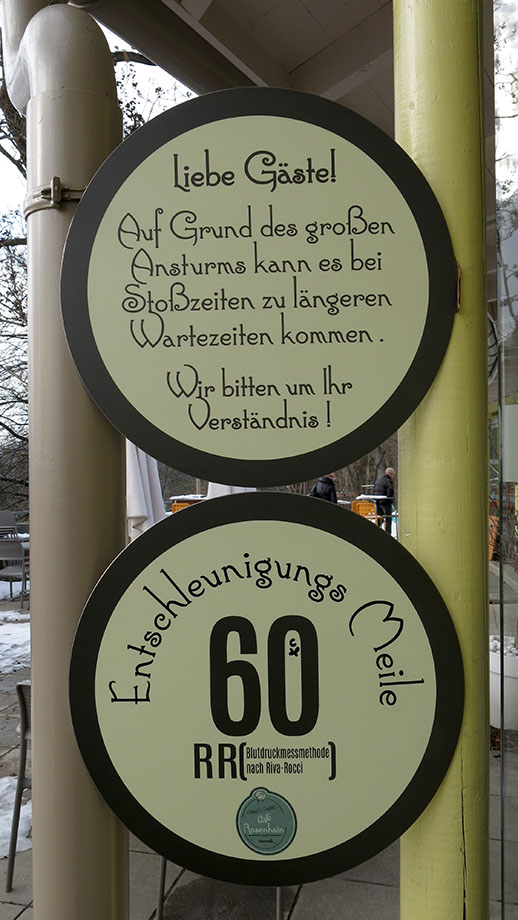 Liebe Gäste!
Auf Grund des großen
Ansturms kann es bei
Stoßzeiten zu längeren
Wartezeiten kommen .
Wir bitten um Ihr
Verständnis !
Entschleunigungs Meile
60
RR(Blutdruckmessmethode
nach Riva-Rocci)
Café
Rosenhain